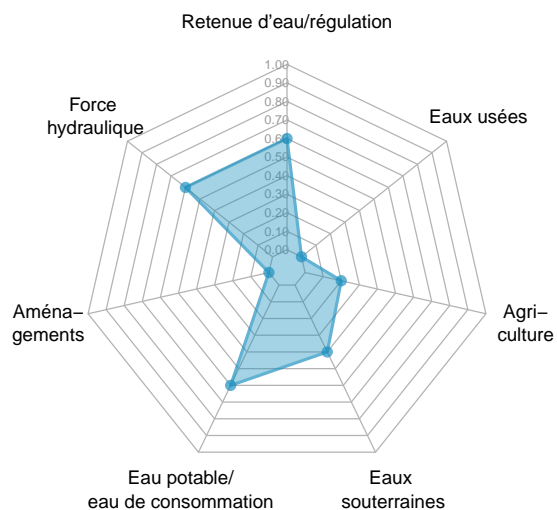 Retenue d'eau/régulation
1.00
0.90
0.80
0.70
0.60
0.50
0.40
0.30
0.20
0.10
0.00
Force
hydraulique
Eaux usées
Aména–
gements
Agri–
culture
Eau potable/
eau de consommation
Eaux
souterraines